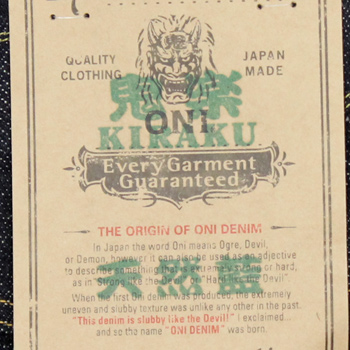 QUALITY
CLOTHING
JAPAN
MADE
ONI
KIRAKU
Every Garment
Guaranteed
THE ORIGIN OF ONI DENIM
In Japan the word Oni means Ogre, Devil,
or Demon, however it can also be used as an adjective
to describe something that is extremely strong or hard,
as in "Strong like the Devil" or "Hard like the Devil"
When the first Oni denim was produced, the extremely
uneven and slubby texture was unlike any other in the past.
"This denim is slubby like the Devil!" I exclaimed...
and so the name "ONI DENIM" was born.